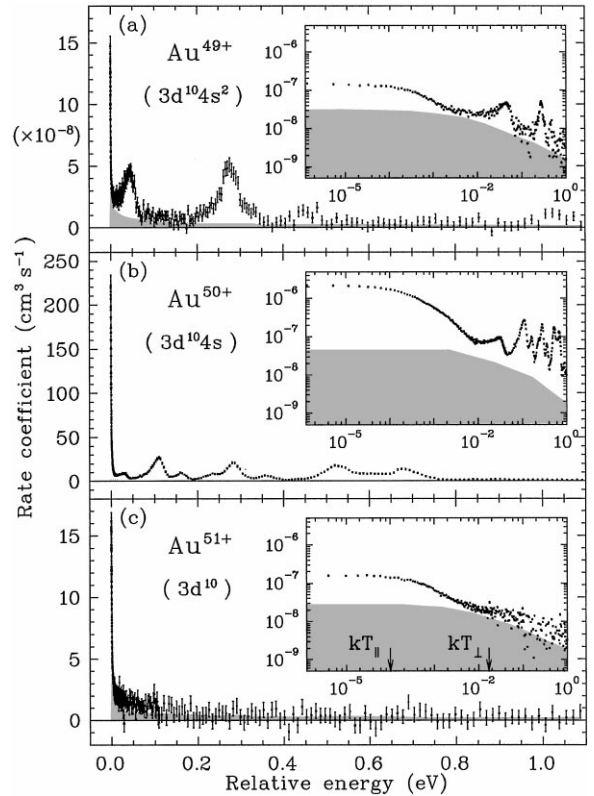 (a)
Au49+
(3d¹⁰4s²)
15
10
(×10⁻⁸)
5
0
10⁻⁶
10⁻⁷
10⁻⁸
10⁻⁹
10⁻⁵
10⁻²
10⁰
(b)
Au50+
(3d¹⁰4s)
250
200
150
100
50
0
10⁻⁶
10⁻⁷
10⁻⁸
10⁻⁹
10⁻⁵
10⁻²
10⁰
(c)
Au51+
(3d¹⁰)
15
10
5
0
10⁻⁶
10⁻⁷
10⁻⁸
10⁻⁹
kT∥
kT⊥
10⁻⁵
10⁻²
10⁰
Rate coefficient (cm³ s⁻¹)
0.0 0.2 0.4 0.6 0.8 1.0
Relative energy (eV)